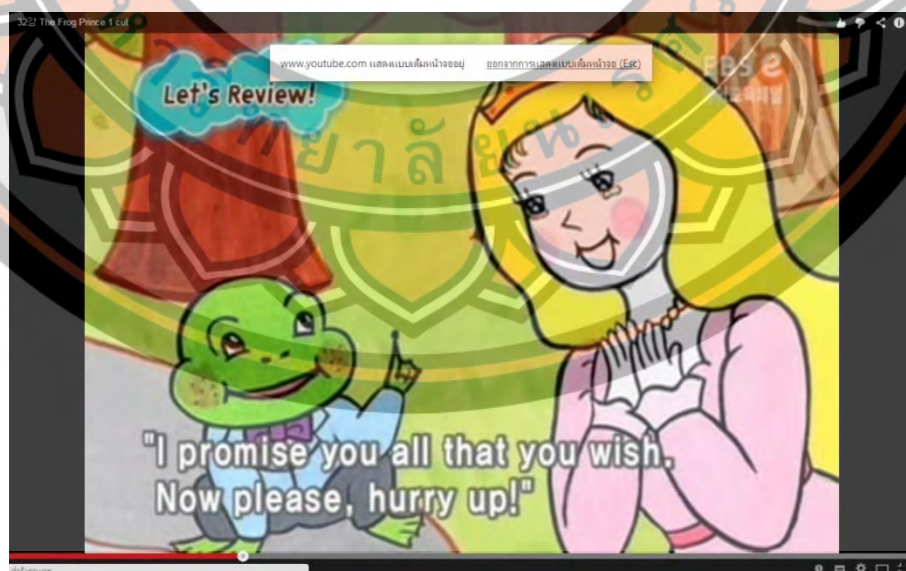 32강 The Frog Prince 1 cut
www.youtube.com แสดงแบบเต็มหน้าจออยู่ ออกจากการแสดงแบบเต็มหน้าจอ (Esc)
EBS e
Let's Review!
"I promise you all that you wish.
Now please, hurry up!"